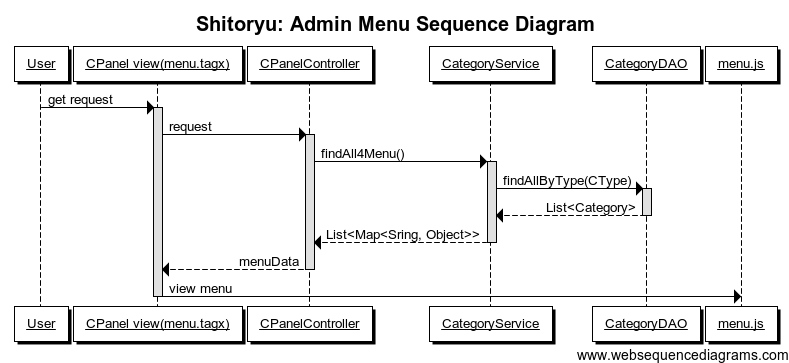 Shitoryu: Admin Menu Sequence Diagram
User CPanel view(menu.tagx) CPanelController CategoryService CategoryDAO menu.js
get request
request
findAll4Menu()
findAllByType(CType)
List<Category>
List<Map<Sring, Object>>
menuData
view menu
User CPanel view(menu.tagx) CPanelController CategoryService CategoryDAO menu.js
www.websequencediagrams.com